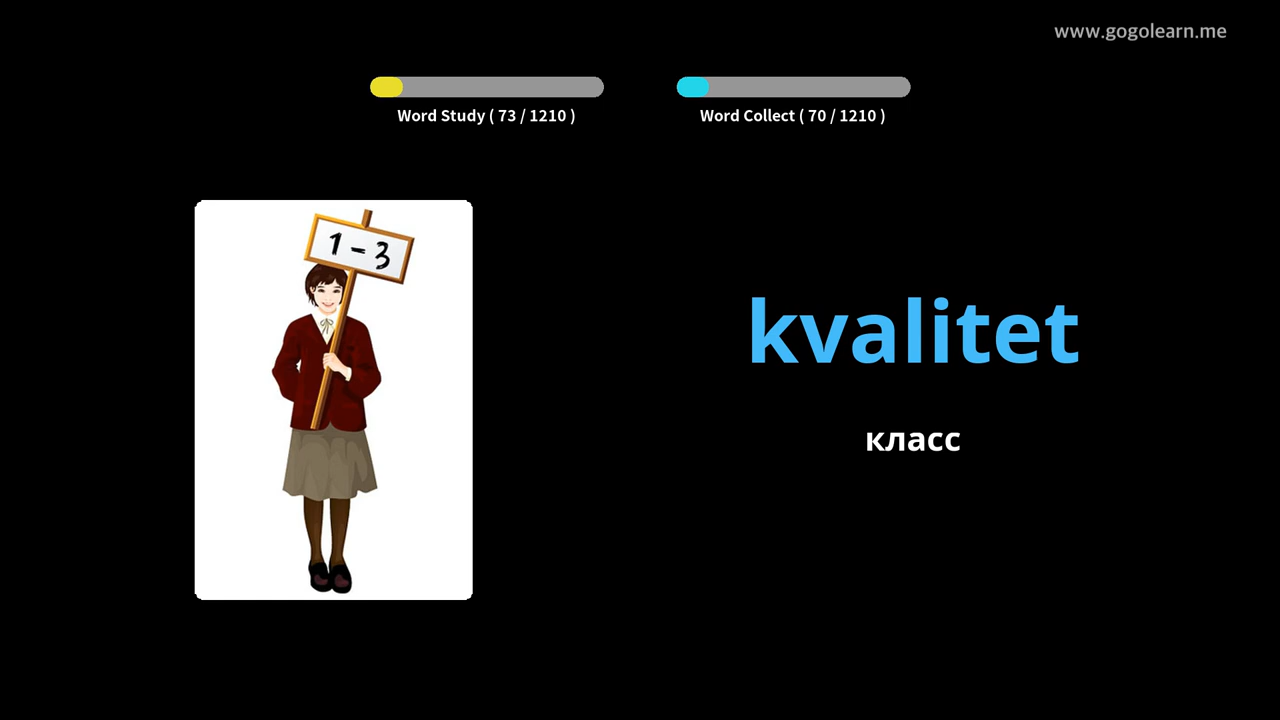 www.gogolearn.me
Word Study ( 73 / 1210 )
Word Collect ( 70 / 1210 )
1 - 3
kvalitet
класс